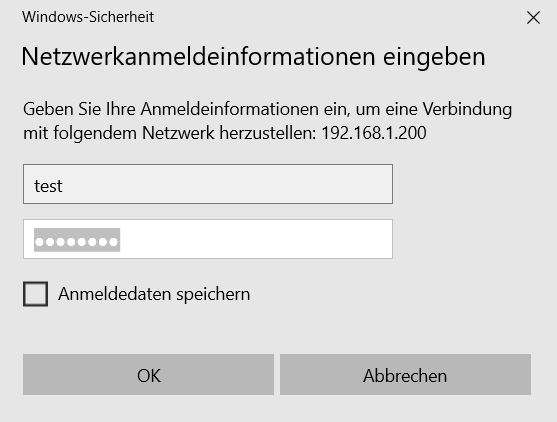 Windows-Sicherheit
Netzwerkanmeldeinformationen eingeben
Geben Sie Ihre Anmeldeinformationen ein, um eine Verbindung
mit folgendem Netzwerk herzustellen: 192.168.1.200
test
●●●●●●●●
Anmeldedaten speichern
OK
Abbrechen